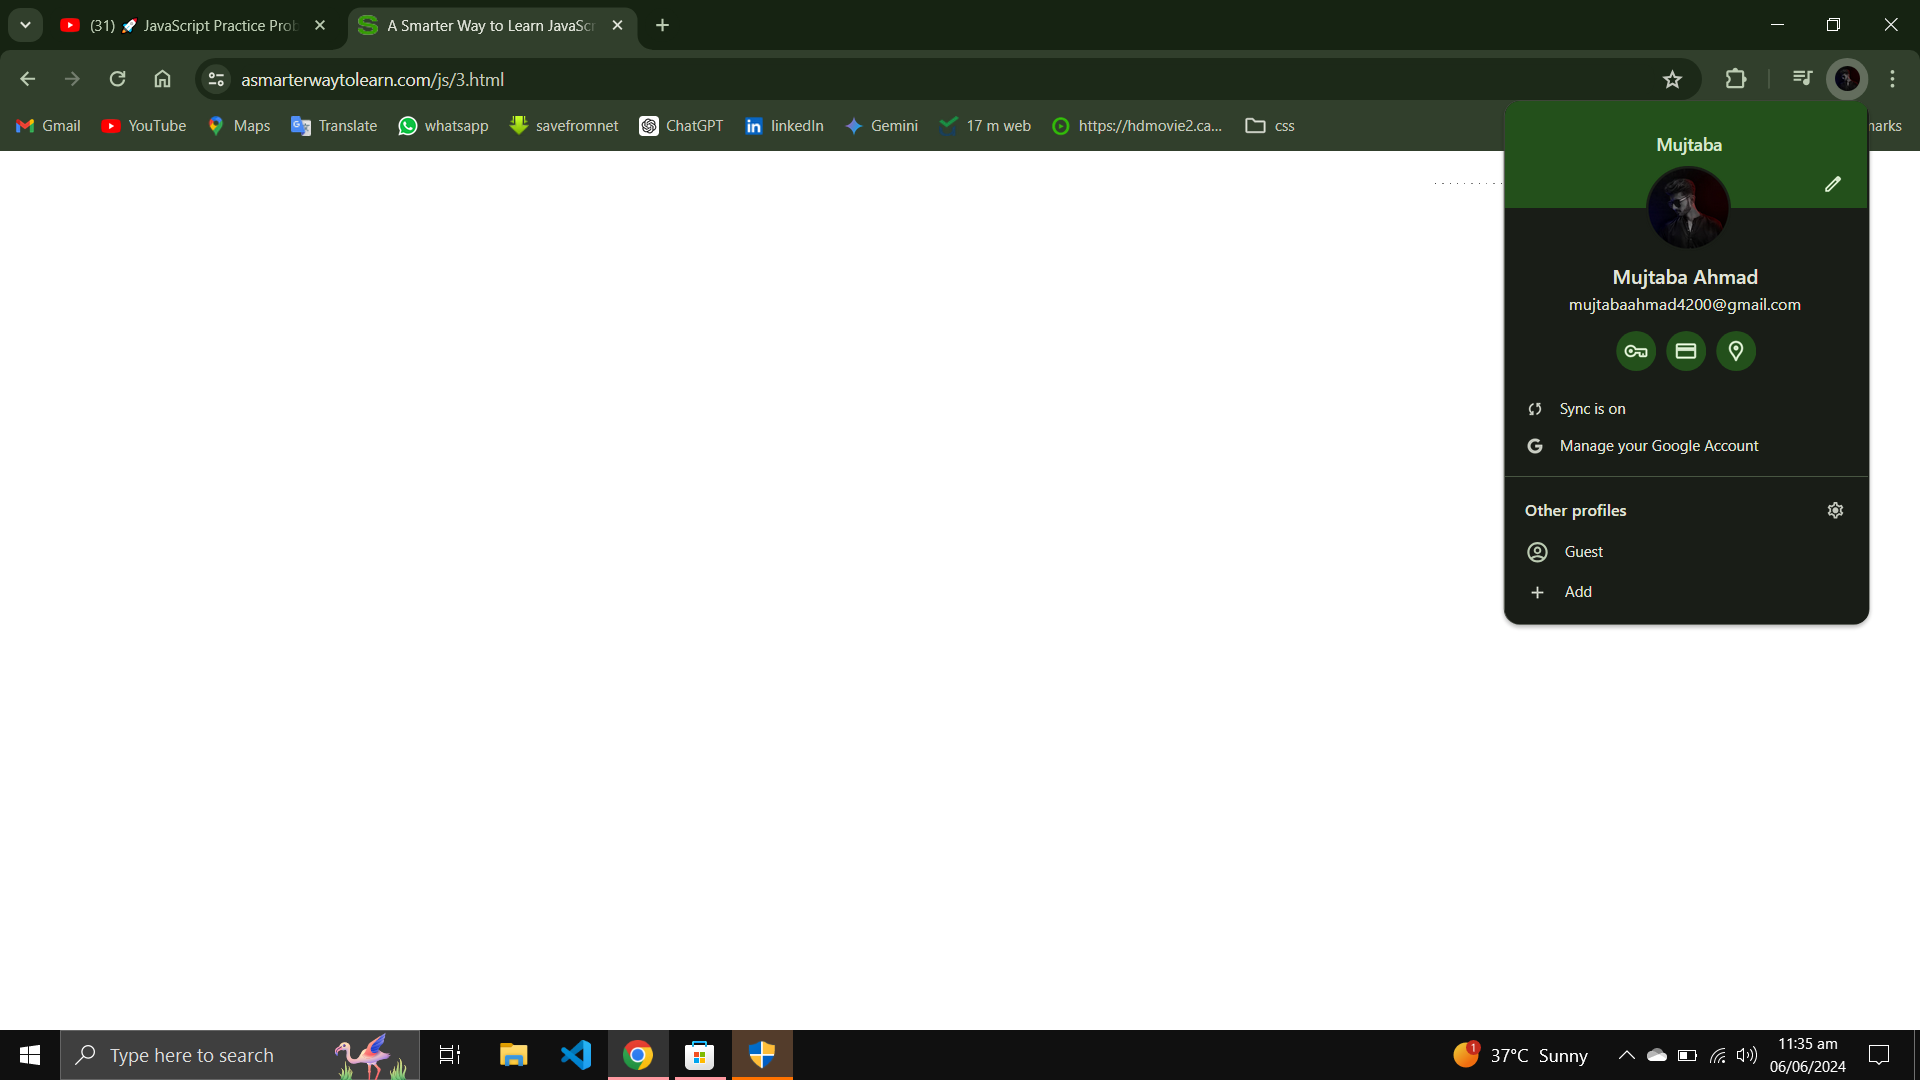 (31) 🚀 JavaScript Practice Prob
A Smarter Way to Learn JavaScr
asmarterwaytolearn.com/js/3.html
Gmail YouTube Maps Translate whatsapp savefromnet ChatGPT linkedIn Gemini 17 m web https://hdmovie2.ca... css arks
Mujtaba
Mujtaba Ahmad
mujtabaahmad4200@gmail.com
Sync is on
Manage your Google Account
Other profiles
Guest
Add
Type here to search
1
37°C Sunny
11:35 am
06/06/2024